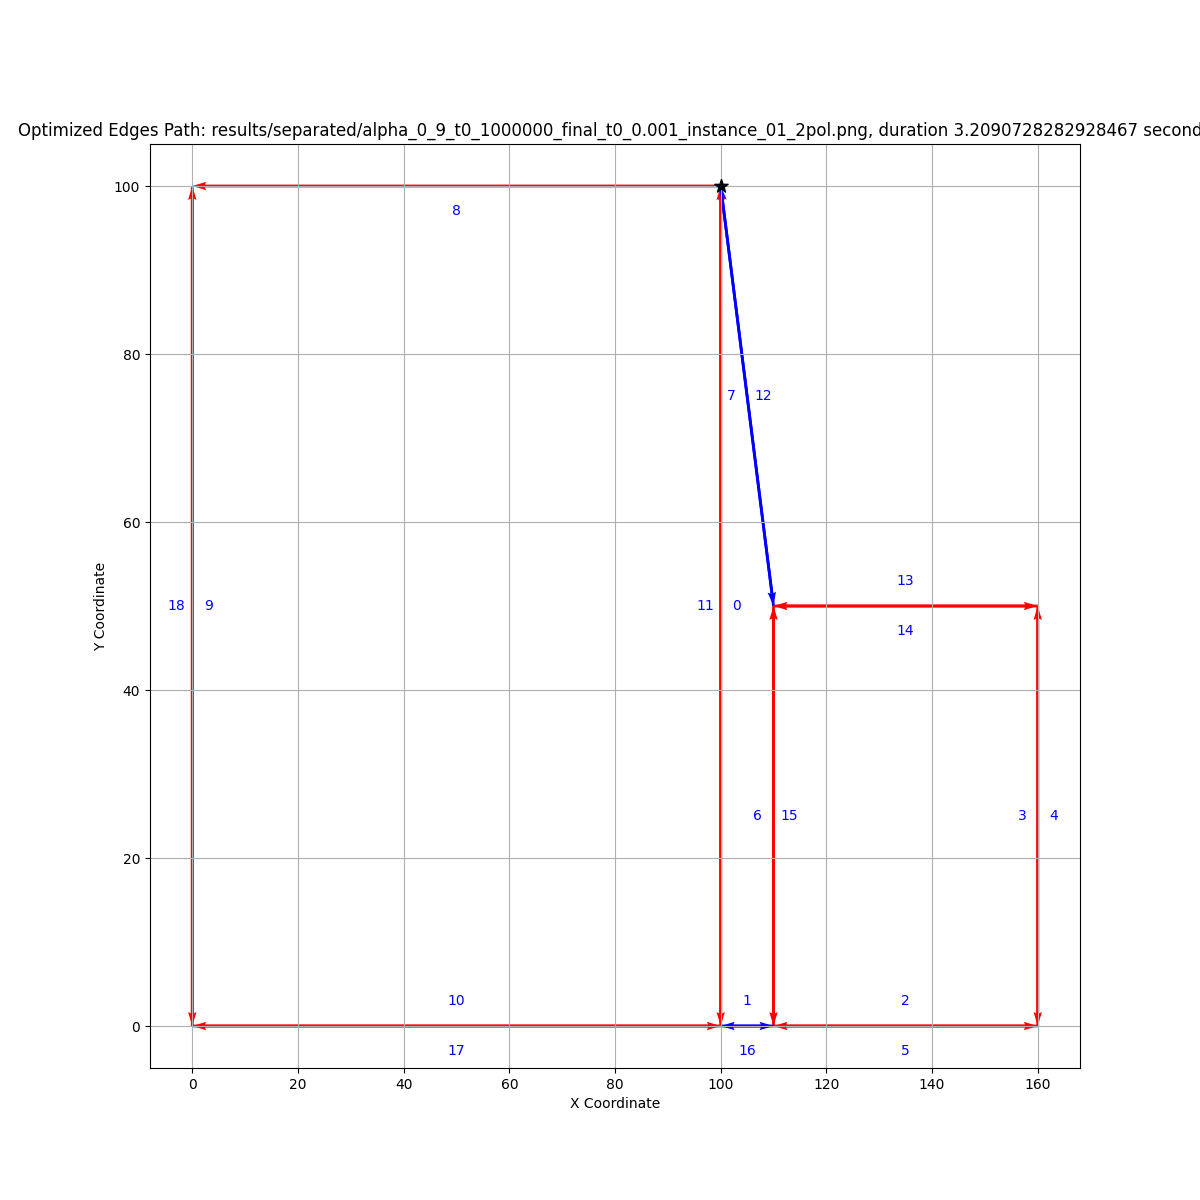 Optimized Edges Path: results/separated/alpha_0_9_t0_1000000_final_t0_0.001_instance_01_2pol.png, duration 3.2090728282928467 second
100
8
80
7 12
60
13
18 9 11 0
14
Y Coordinate
40
6 15 3 4
20
10 1 2
0
17 16 5
0 20 40 60 80 100 120 140 160
X Coordinate